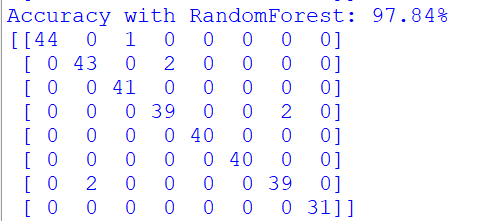 Accuracy with RandomForest: 97.84%
[[44 0 1 0 0 0 0 0]
[ 0 43 0 2 0 0 0 0]
[ 0 0 41 0 0 0 0 0]
[ 0 0 0 39 0 0 2 0]
[ 0 0 0 0 40 0 0 0]
[ 0 0 0 0 0 40 0 0]
[ 0 2 0 0 0 0 39 0]
[ 0 0 0 0 0 0 0 31]]